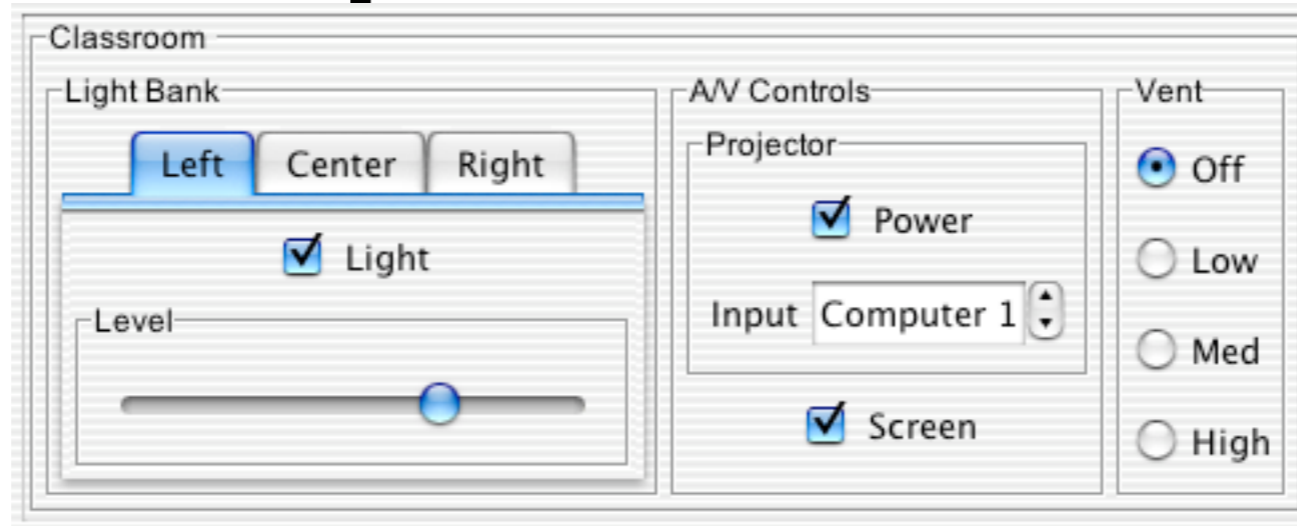 Classroom
Light Bank
Left Center Right
Light
Level
A/V Controls
Projector
Power
Input Computer 1
Screen
Vent
Off
Low
Med
High